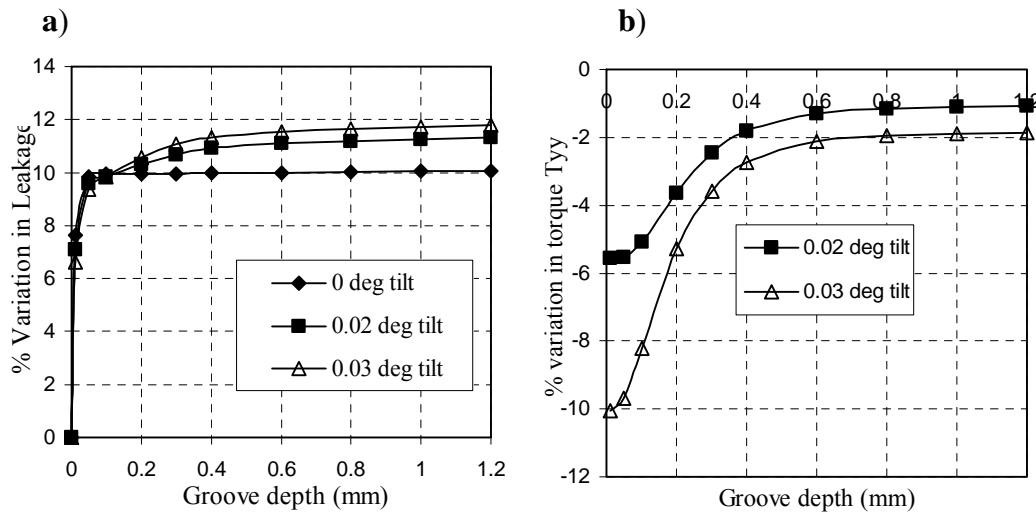 a)
% Variation in Leakage
14
12
10
8
6
4
2
0
0 0.2 0.4 0.6 0.8 1 1.2
Groove depth (mm)
0 deg tilt
0.02 deg tilt
0.03 deg tilt
b)
% variation in torque Tyy
0
-2
-4
-6
-8
-10
-12
0 0.2 0.4 0.6 0.8 1 1.2
0.02 deg tilt
0.03 deg tilt
Groove depth (mm)